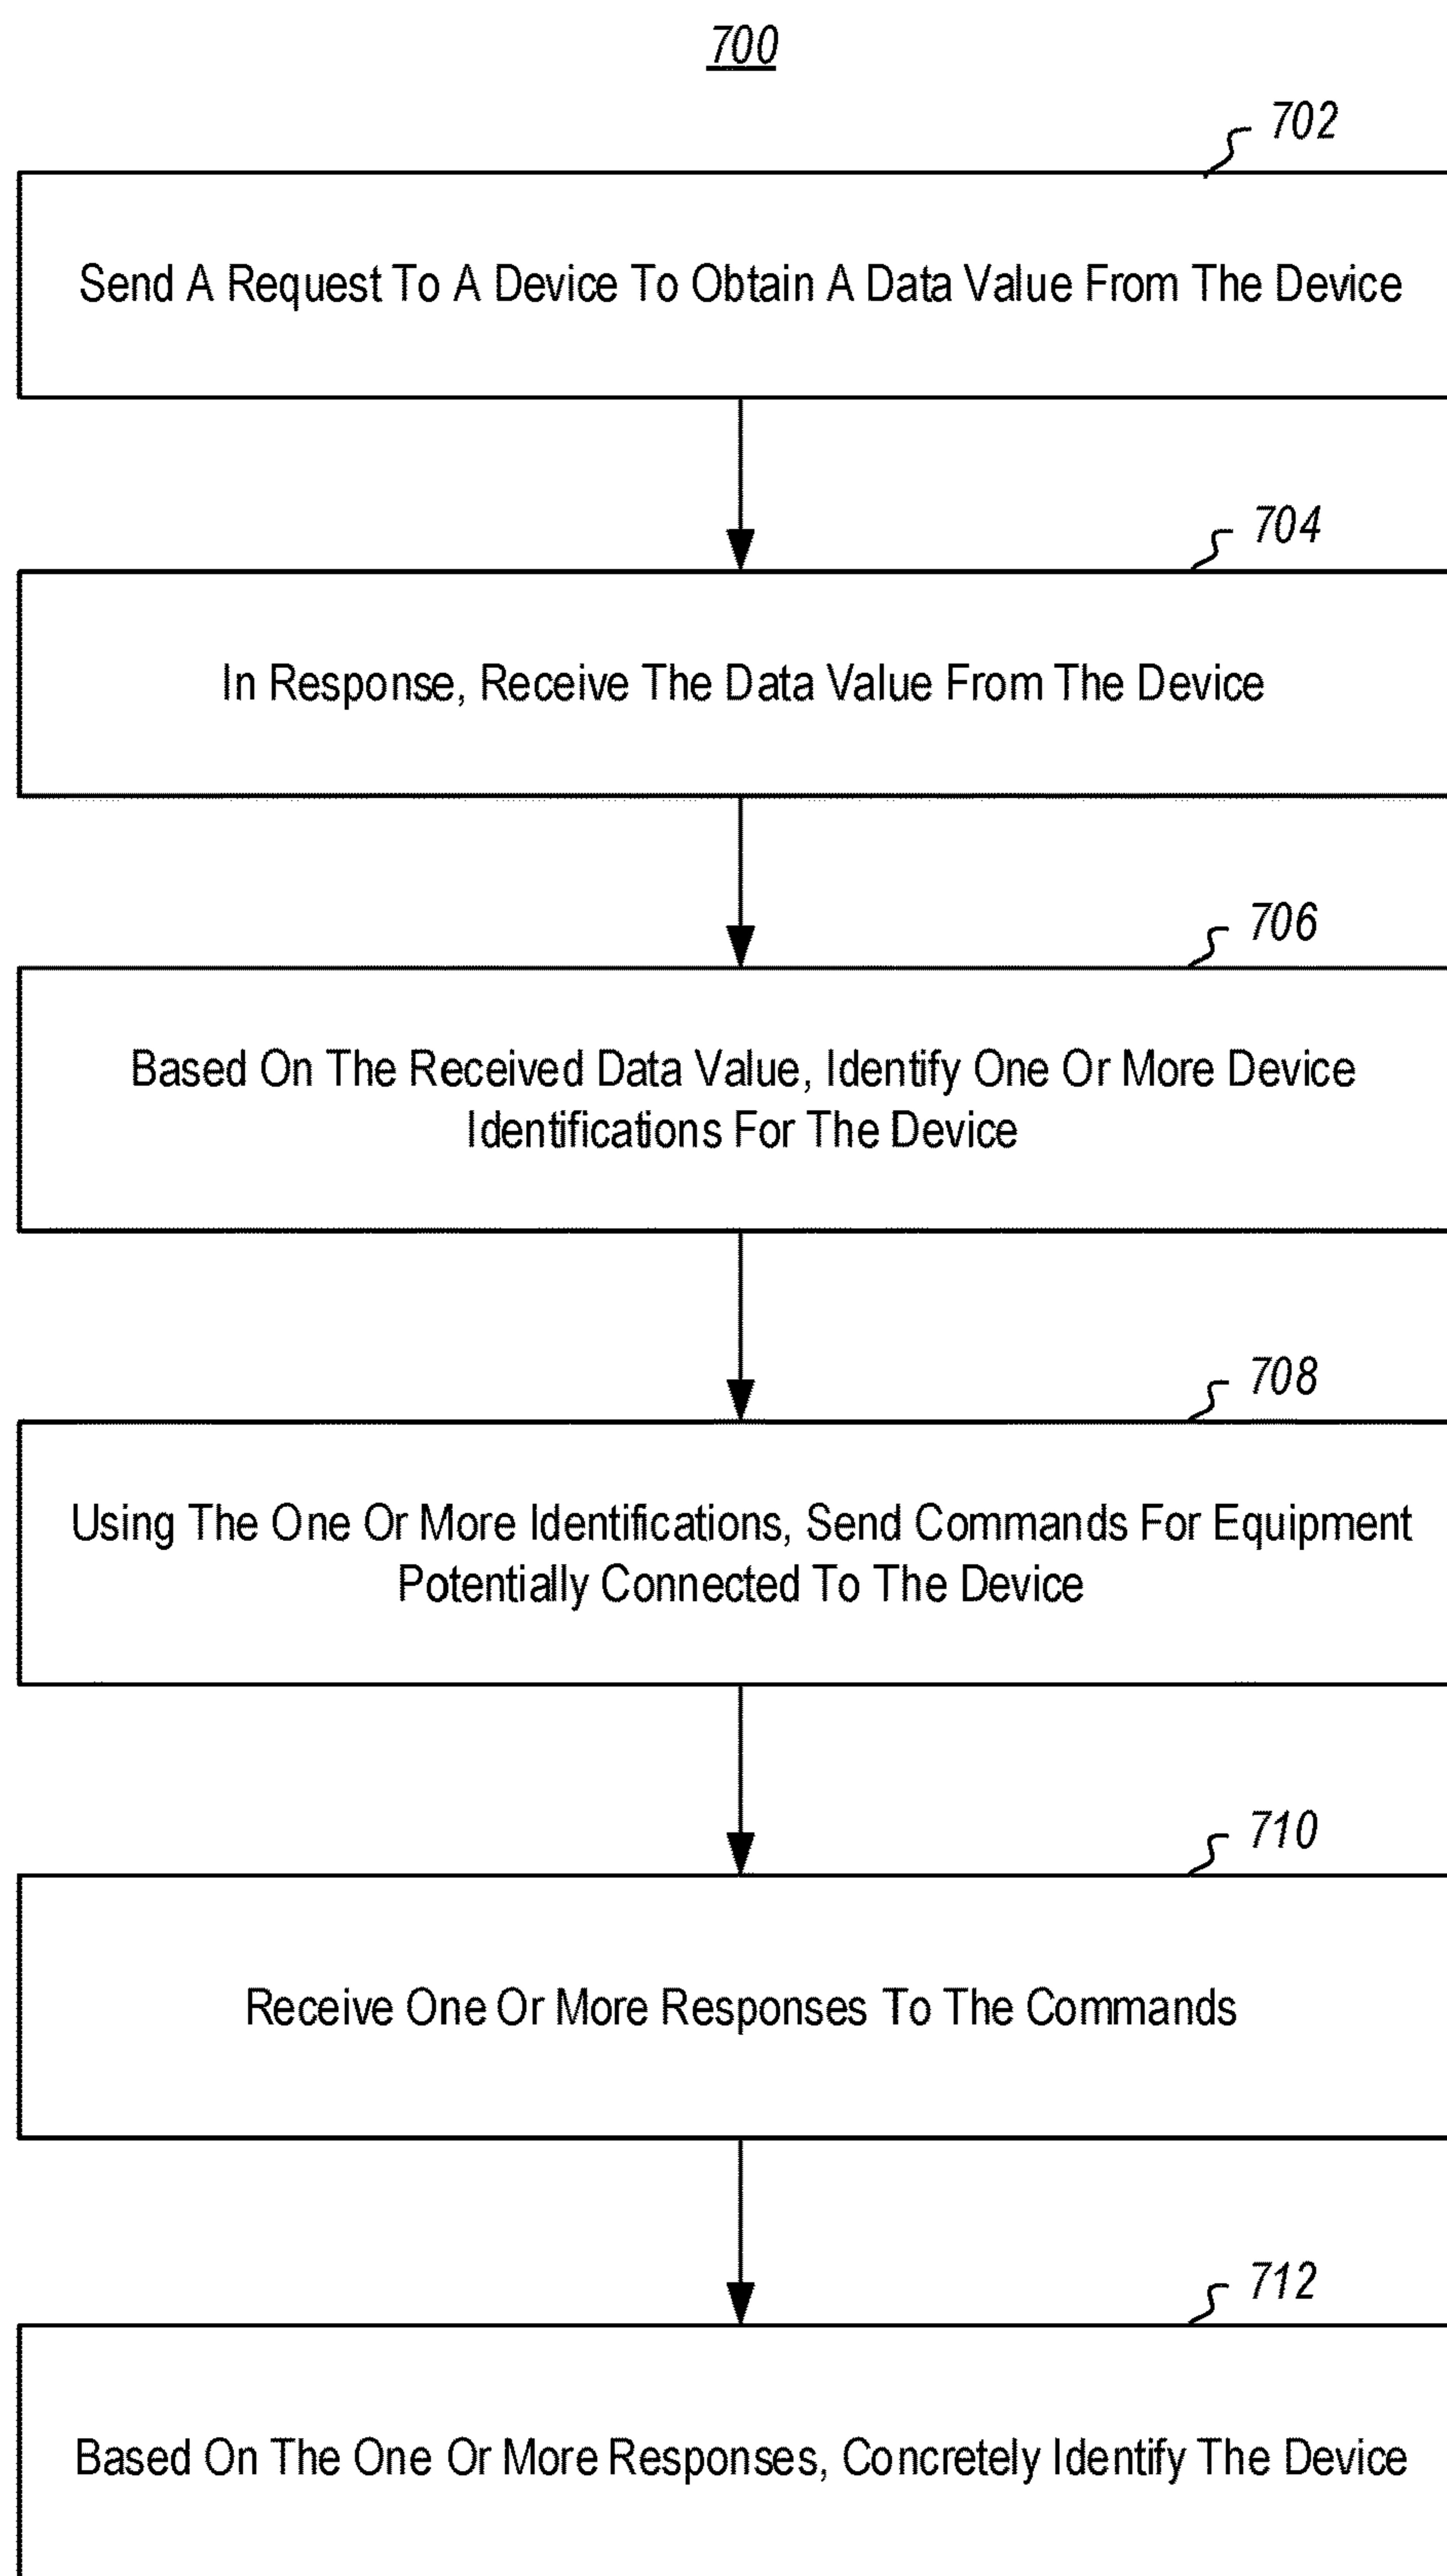 700
702
Send A Request To A Device To Obtain A Data Value From The Device
704
In Response, Receive The Data Value From The Device
706
Based On The Received Data Value, Identify One Or More Device
Identifications For The Device
708
Using The One Or More Identifications, Send Commands For Equipment
Potentially Connected To The Device
710
Receive One Or More Responses To The Commands
712
Based On The One Or More Responses, Concretely Identify The Device